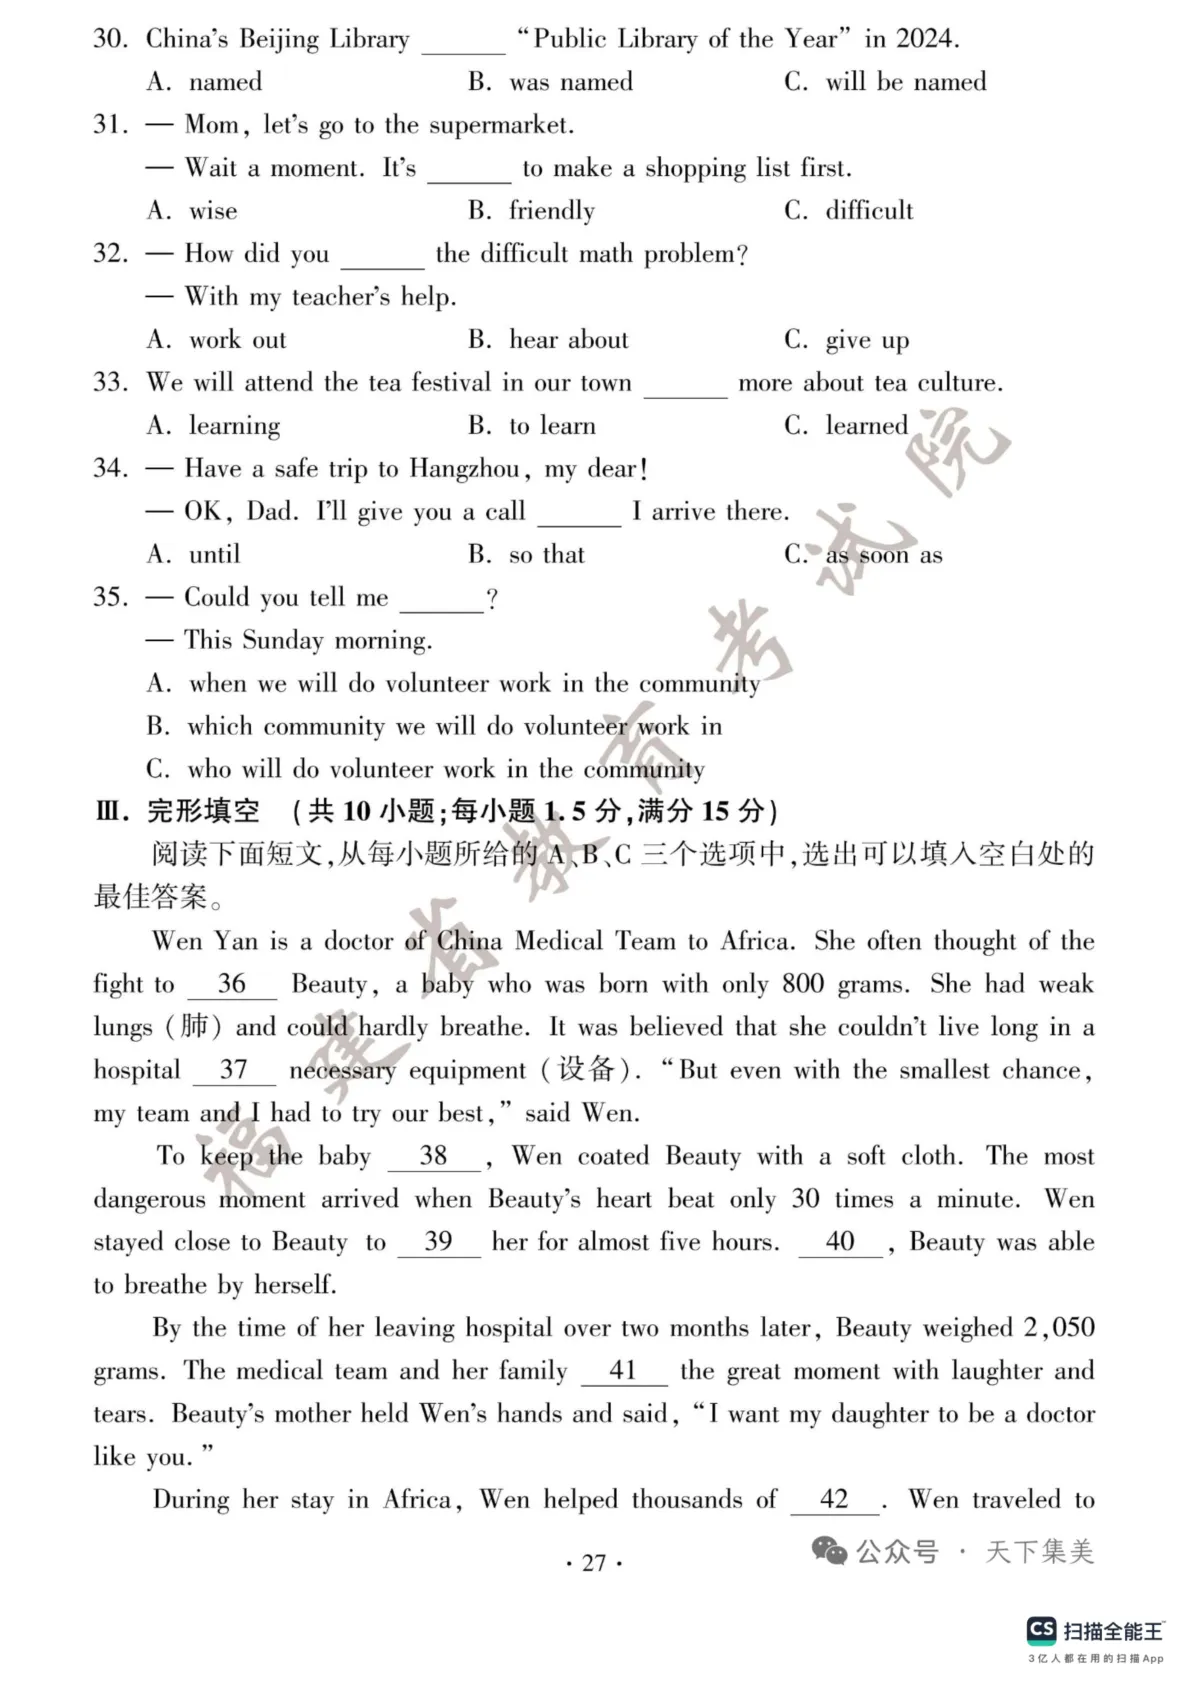 30. China's Beijing Library ______ “Public Library of the Year” in 2024.
A. named B. was named C. will be named
31. — Mom, let's go to the supermarket.
— Wait a moment. It's ______ to make a shopping list first.
A. wise B. friendly C. difficult
32. — How did you ______ the difficult math problem?
— With my teacher's help.
A. work out B. hear about C. give up
33. We will attend the tea festival in our town ______ more about tea culture.
A. learning B. to learn C. learned
34. — Have a safe trip to Hangzhou, my dear!
— OK, Dad. I'll give you a call ______ I arrive there.
A. until B. so that C. as soon as
35. — Could you tell me ______?
— This Sunday morning.
A. when we will do volunteer work in the community
B. which community we will do volunteer work in
C. who will do volunteer work in the community
Ⅲ. 完形填空 (共10小题;每小题1.5分,满分15分)
阅读下面短文,从每小题所给的A、B、C三个选项中,选出可以填入空白处的
最佳答案。
Wen Yan is a doctor of China Medical Team to Africa. She often thought of the
fight to 36 Beauty, a baby who was born with only 800 grams. She had weak
lungs (肺) and could hardly breathe. It was believed that she couldn't live long in a
hospital 37 necessary equipment (设备). “But even with the smallest chance,
my team and I had to try our best,” said Wen.
To keep the baby 38 , Wen coated Beauty with a soft cloth. The most
dangerous moment arrived when Beauty's heart beat only 30 times a minute. Wen
stayed close to Beauty to 39 her for almost five hours. 40 , Beauty was able
to breathe by herself.
By the time of her leaving hospital over two months later, Beauty weighed 2,050
grams. The medical team and her family 41 the great moment with laughter and
tears. Beauty's mother held Wen's hands and said, “I want my daughter to be a doctor
like you.”
During her stay in Africa, Wen helped thousands of 42 . Wen traveled to
· 27 ·
公众号 · 天下集美
福建省教育考试院
CS 扫描全能王™
3亿人都在用的扫描App